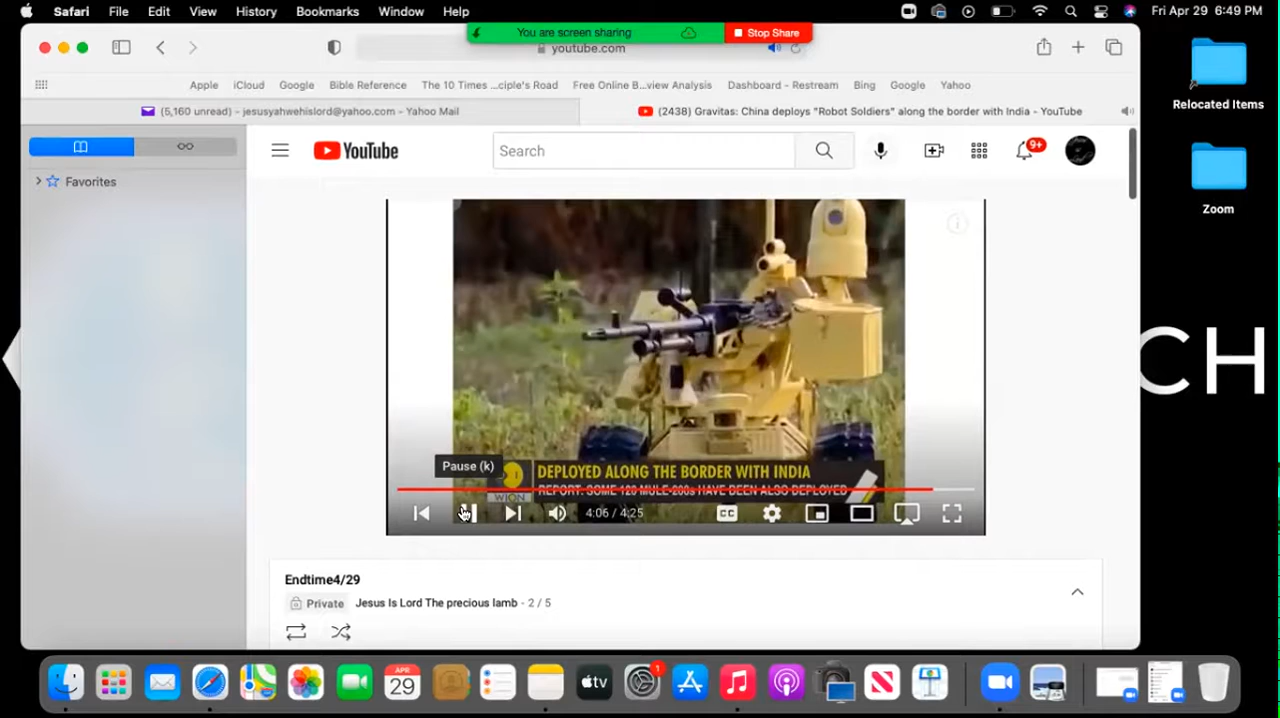 Safari File Edit View History Bookmarks Window Help
Fri Apr 29 6:49 PM
You are screen sharing
Stop Share
youtube.com
Apple iCloud Google Bible Reference The 10 Times ...ciple's Road Free Online B...view Analysis Dashboard - Restream Bing Google Yahoo
(5,160 unread) - jesusyahwehislord@yahoo.com - Yahoo Mail
(2438) Gravitas: China deploys "Robot Soldiers" along the border with India - YouTube
Relocated Items
Zoom
Favorites
YouTube
Search
9+
CH
Pause (k)
DEPLOYED ALONG THE BORDER WITH INDIA
REPORT: SOME 120 MULE-200s HAVE BEEN ALSO DEPLOYED
WION
4:06 / 4:25
CC
Endtime4/29
Private Jesus Is Lord The precious lamb - 2 / 5
APR
29
tv
1